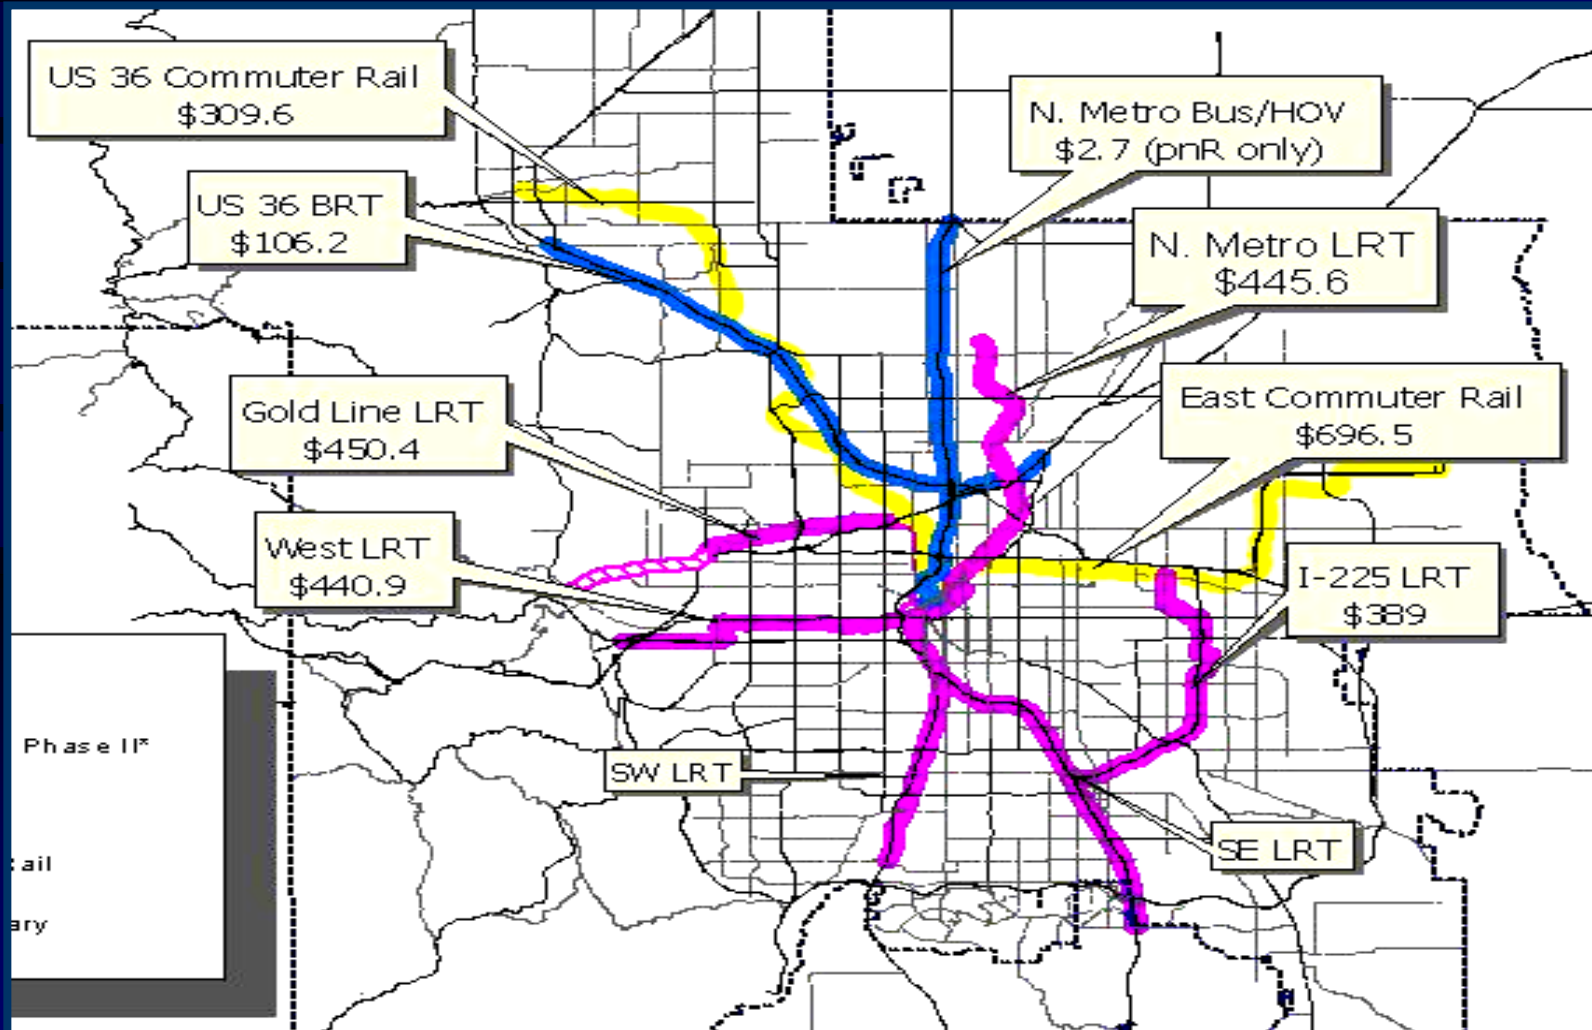 US 36 Commuter Rail
$309.6
N. Metro Bus/HOV
$2.7 (pnR only)
US 36 BRT
$106.2
N. Metro LRT
$445.6
Gold Line LRT
$450.4
East Commuter Rail
$696.5
West LRT
$440.9
I-225 LRT
$389
Phase II*
SW LRT
SE LRT
ail
ary